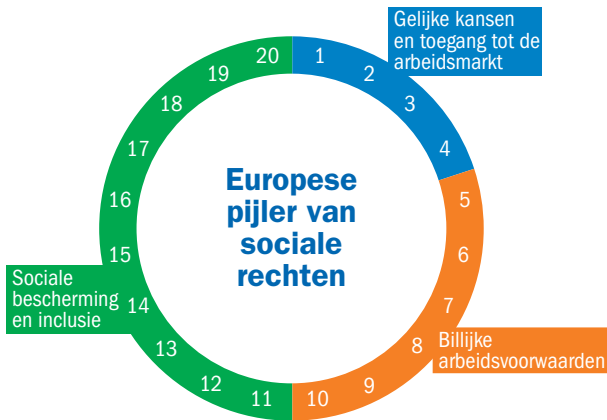 Gelijke kansen
en toegang tot de
arbeidsmarkt
20
1
19
2
18
3
17
4
Europese
pijler van
sociale
rechten
16
5
15
6
Sociale
bescherming
en inclusie
14
7
13
8
Billijke
arbeidsvoorwaarden
12
9
11
10